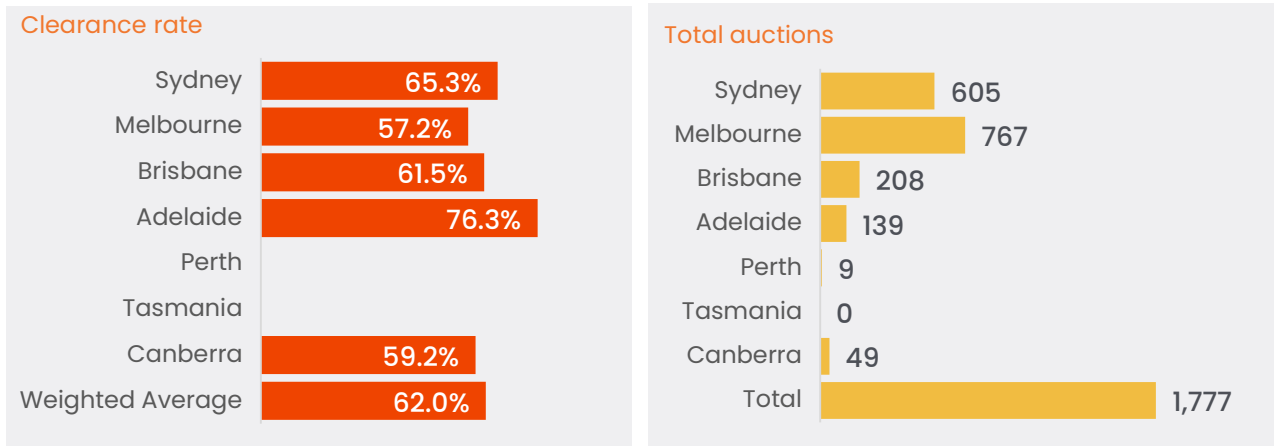 Clearance rate
Sydney 65.3%
Melbourne 57.2%
Brisbane 61.5%
Adelaide 76.3%
Perth
Tasmania
Canberra 59.2%
Weighted Average 62.0%
Total auctions
Sydney 605
Melbourne 767
Brisbane 208
Adelaide 139
Perth 9
Tasmania 0
Canberra 49
Total 1,777